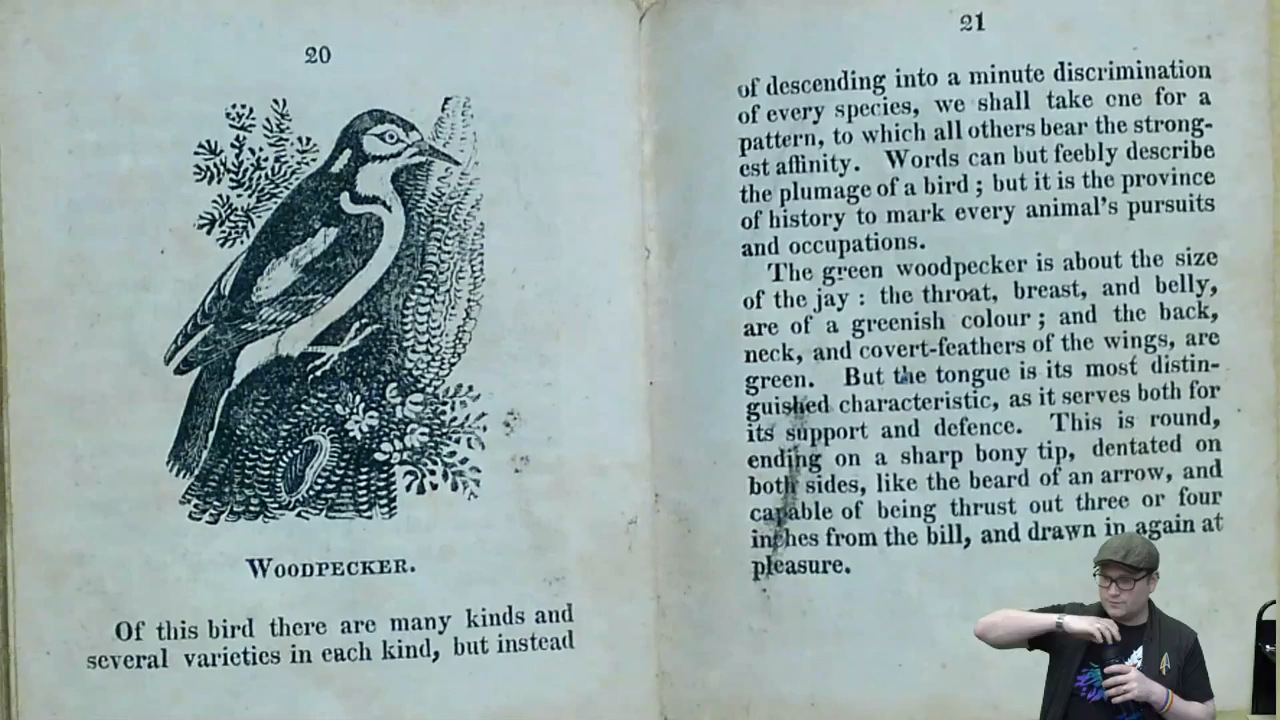 20
WOODPECKER.
Of this bird there are many kinds and
several varieties in each kind, but instead
21
of descending into a minute discrimination
of every species, we shall take one for a
pattern, to which all others bear the strong-
est affinity. Words can but feebly describe
the plumage of a bird ; but it is the province
of history to mark every animal's pursuits
and occupations.
The green woodpecker is about the size
of the jay : the throat, breast, and belly,
are of a greenish colour ; and the back,
neck, and covert-feathers of the wings, are
green. But the tongue is its most distin-
guished characteristic, as it serves both for
its support and defence. This is round,
ending on a sharp bony tip, dentated on
both sides, like the beard of an arrow, and
capable of being thrust out three or four
inches from the bill, and drawn in again at
pleasure.